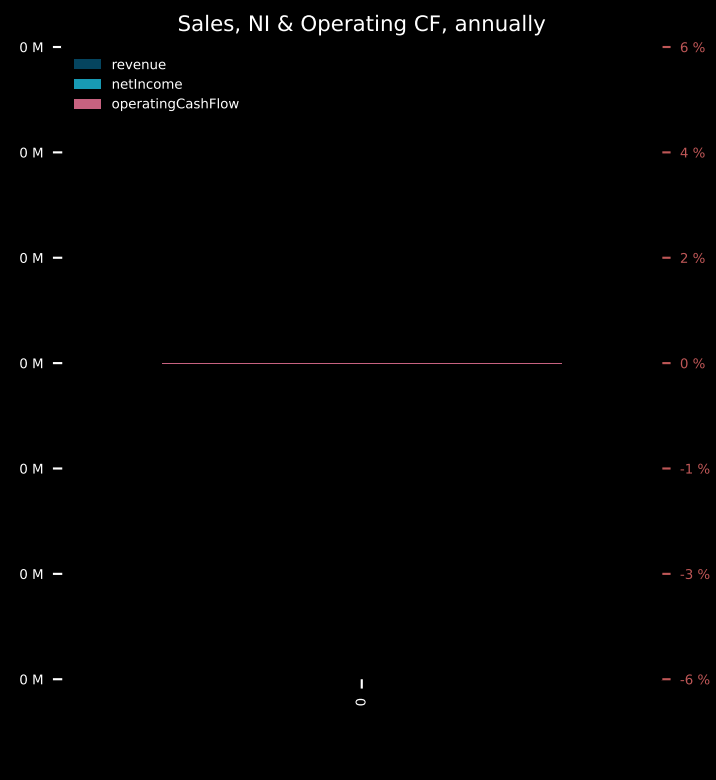 Sales, NI & Operating CF, annually
0 M
6 %
revenue
netIncome
operatingCashFlow
0 M
4 %
0 M
2 %
0 M
0 %
0 M
-1 %
0 M
-3 %
0 M
-6 %
0